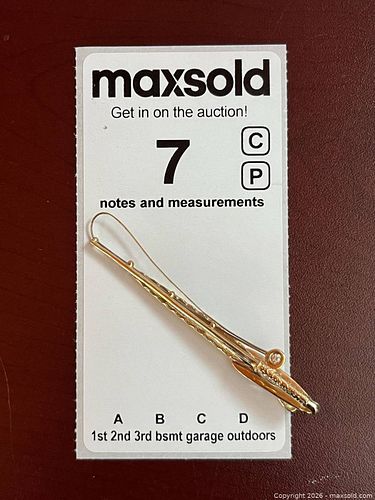 maxsold
Get in on the auction!
7
C
P
notes and measurements
A B C D
1st 2nd 3rd bsmt garage outdoors
Copyright 2026 - maxsold.com